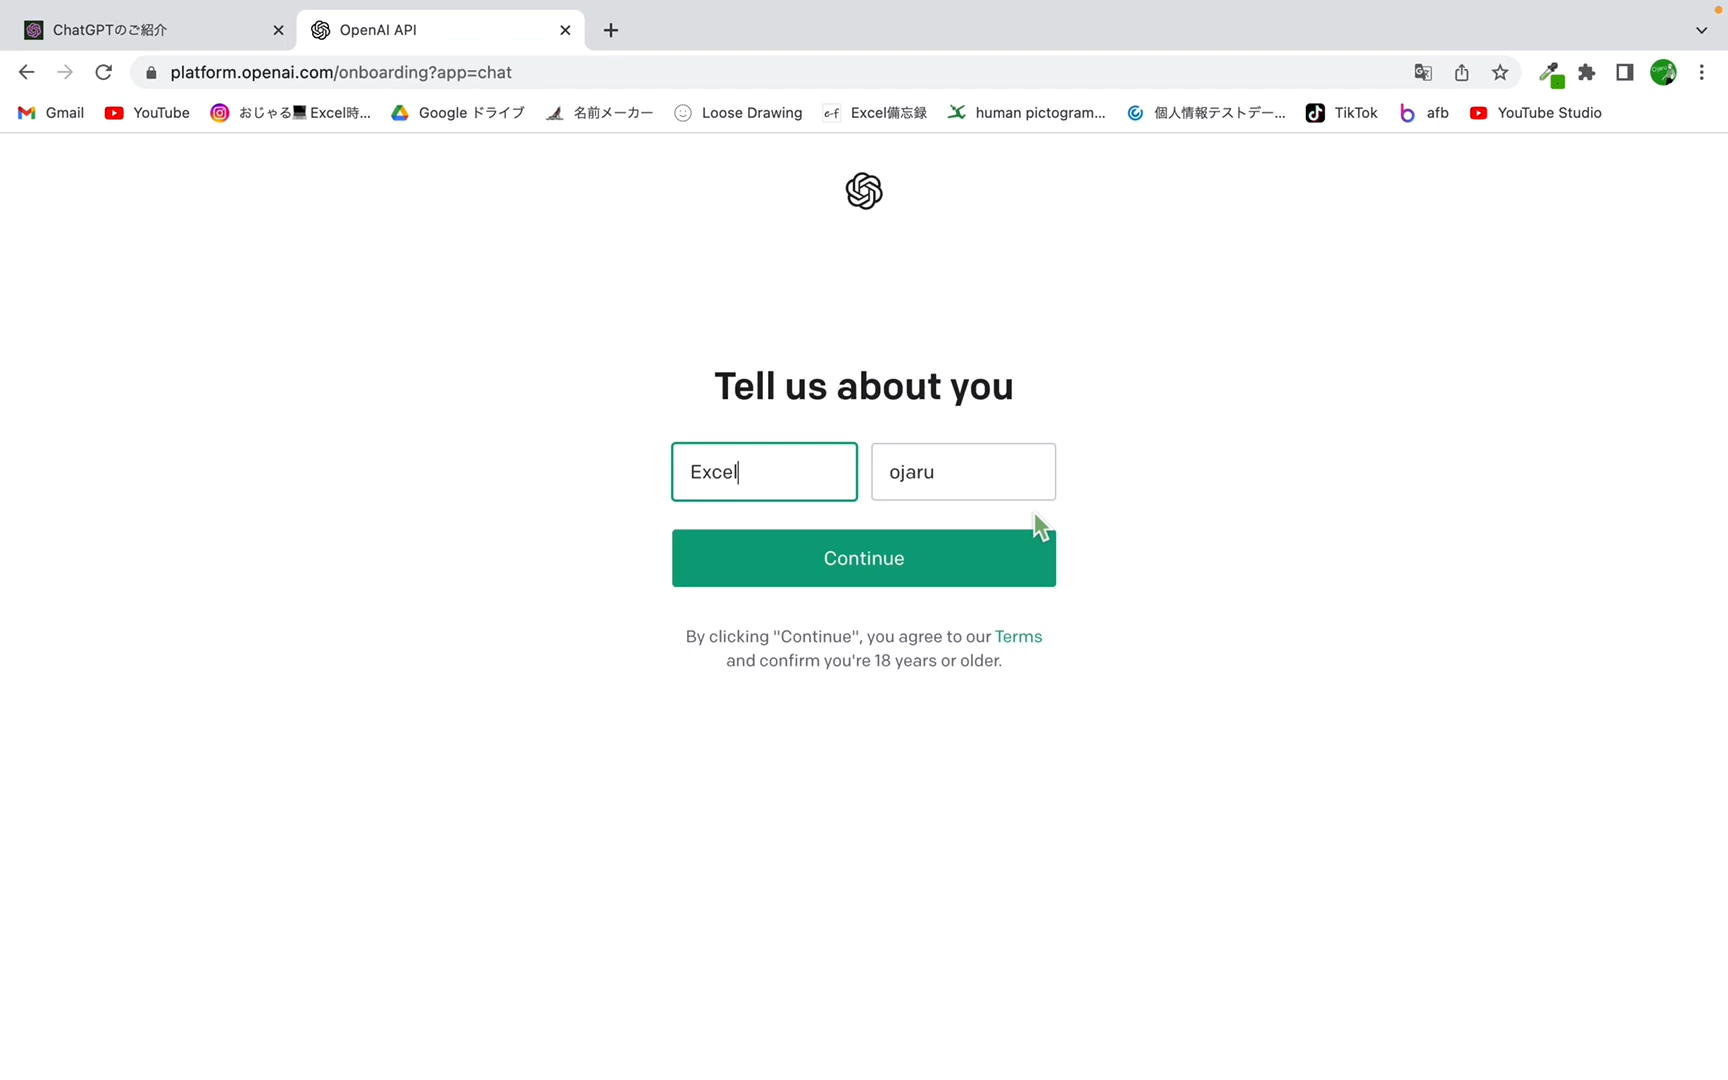 ChatGPTのご紹介
OpenAI API
platform.openai.com/onboarding?app=chat
Gmail
YouTube
おじゃる💻Excel時...
Google ドライブ
名前メーカー
Loose Drawing
Excel備忘録
human pictogram...
個人情報テストデー...
TikTok
afb
YouTube Studio
Tell us about you
Excel
ojaru
Continue
By clicking "Continue", you agree to our Terms
and confirm you're 18 years or older.